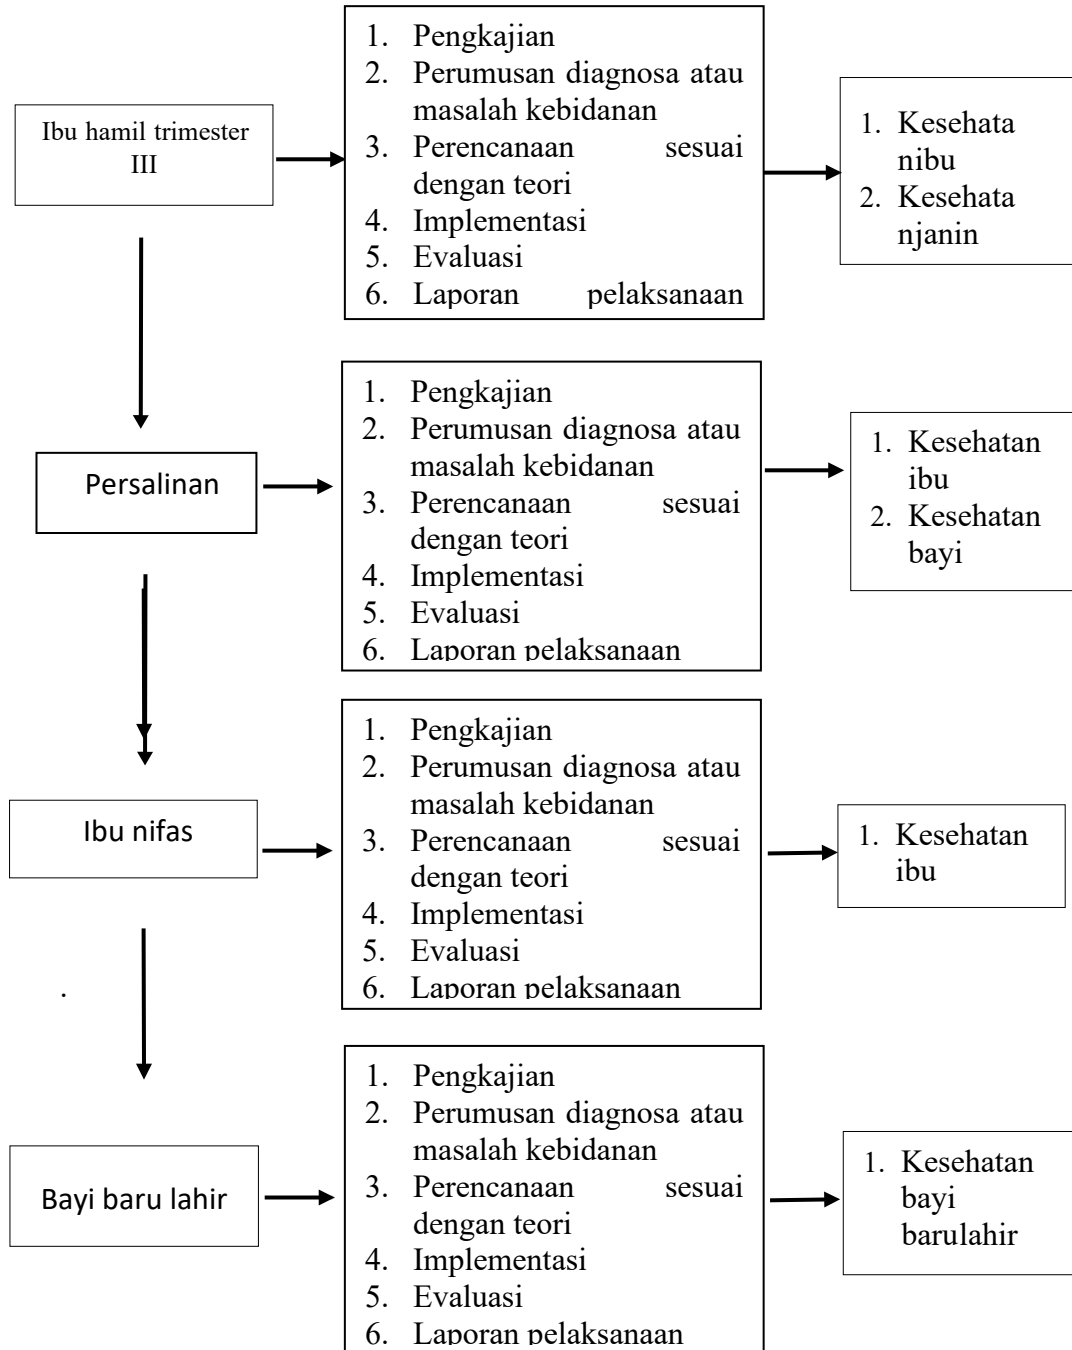 Ibu hamil trimester
III
1. Pengkajian
2. Perumusan diagnosa atau
masalah kebidanan
3. Perencanaan sesuai
dengan teori
4. Implementasi
5. Evaluasi
6. Laporan pelaksanaan
1. Kesehata
nibu
2. Kesehata
njanin
Persalinan
1. Pengkajian
2. Perumusan diagnosa atau
masalah kebidanan
3. Perencanaan sesuai
dengan teori
4. Implementasi
5. Evaluasi
6. Laporan pelaksanaan
1. Kesehatan
ibu
2. Kesehatan
bayi
Ibu nifas
1. Pengkajian
2. Perumusan diagnosa atau
masalah kebidanan
3. Perencanaan sesuai
dengan teori
4. Implementasi
5. Evaluasi
6. Laporan pelaksanaan
1. Kesehatan
ibu
.
Bayi baru lahir
1. Pengkajian
2. Perumusan diagnosa atau
masalah kebidanan
3. Perencanaan sesuai
dengan teori
4. Implementasi
5. Evaluasi
6. Laporan pelaksanaan
1. Kesehatan
bayi
barulahir